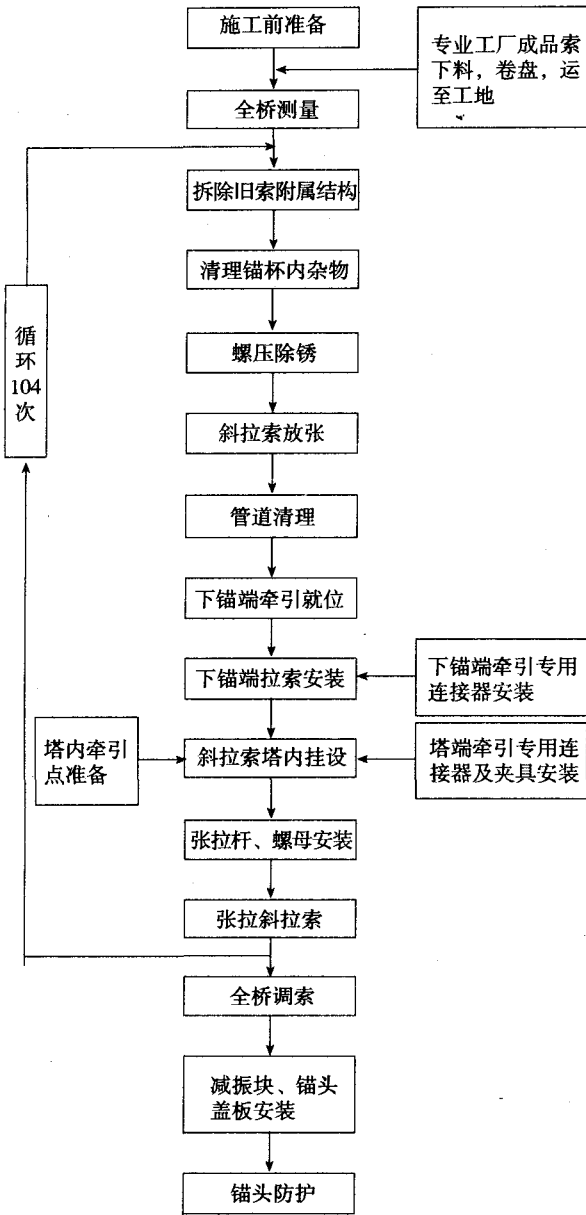 施工前准备
专业工厂成品索
下料，卷盘，运
至工地
全桥测量
拆除旧索附属结构
清理锚杯内杂物
循
环
104
次
螺压除锈
斜拉索放张
管道清理
下锚端牵引就位
下锚端拉索安装
下锚端牵引专用
连接器安装
塔内牵引
点准备
斜拉索塔内挂设
塔端牵引专用连
接器及夹具安装
张拉杆、螺母安装
张拉斜拉索
全桥调索
减振块、锚头
盖板安装
锚头防护